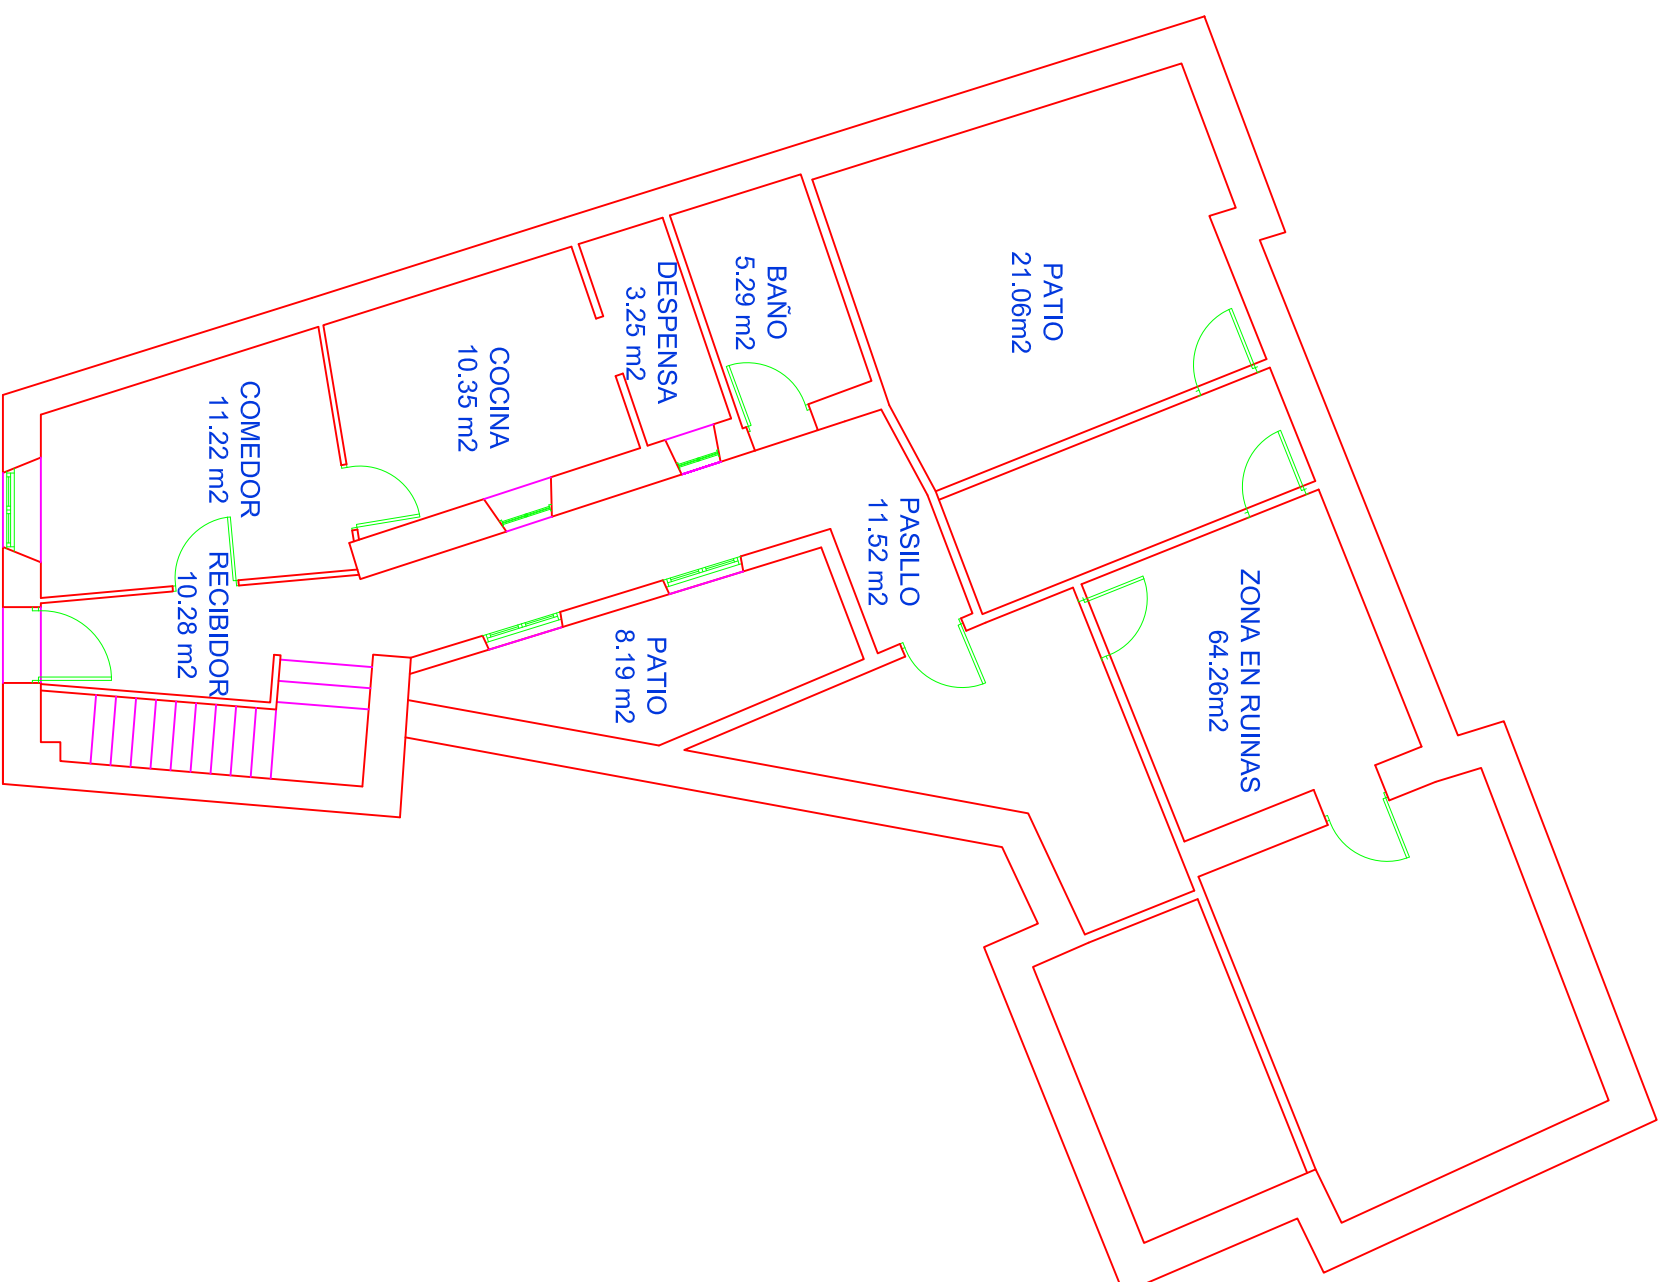 PATIO
21.06m2
BAÑO
5.29 m2
DESPENSA
3.25 m2
COCINA
10.35 m2
COMEDOR
11.22 m2
RECIBIDOR
10.28 m2
PASILLO
11.52 m2
PATIO
8.19 m2
ZONA EN RUINAS
64.26m2